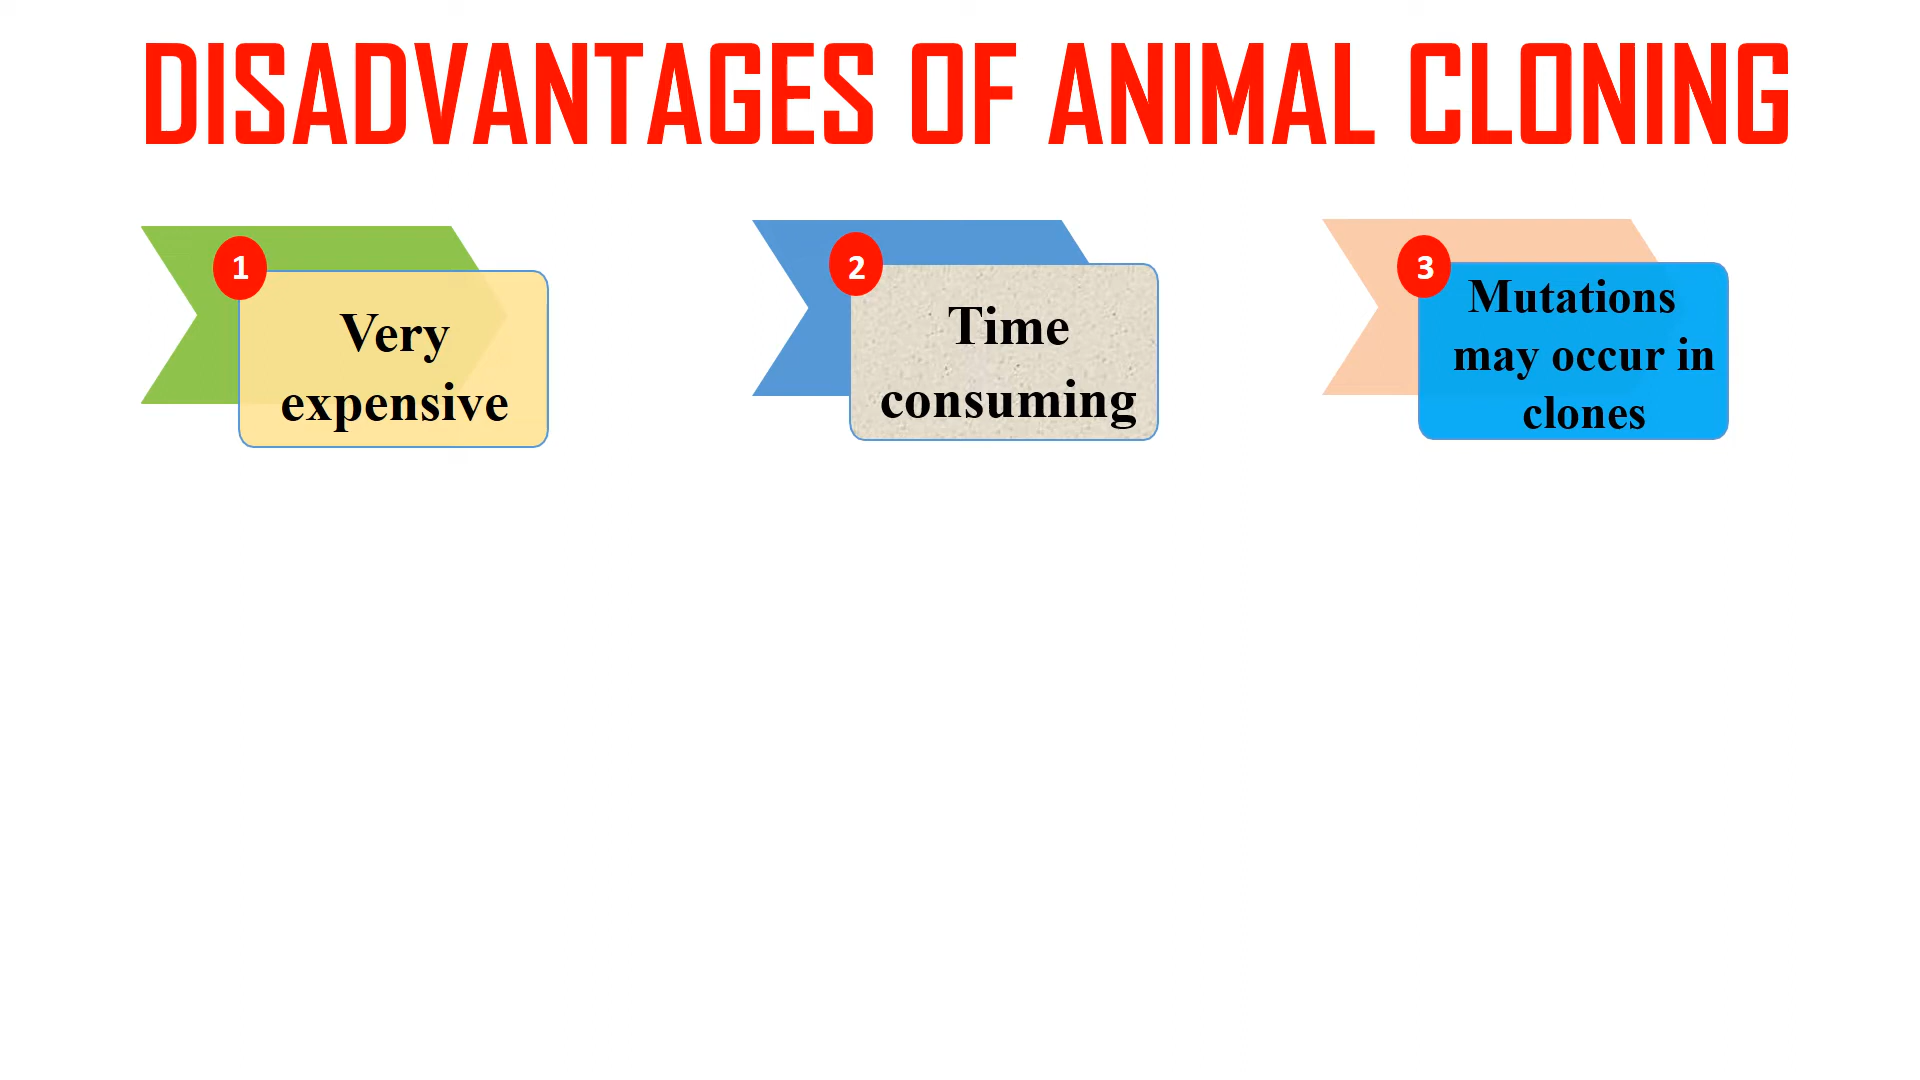 DISADVANTAGES OF ANIMAL CLONING
1
Very
expensive
2
Time
consuming
3
Mutations
may occur in
clones